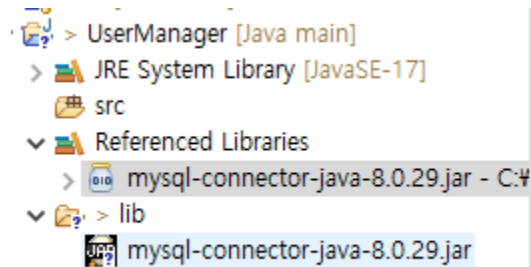 > UserManager [Java main]
> JRE System Library [JavaSE-17]
src
Referenced Libraries
> mysql-connector-java-8.0.29.jar - C:₩
> lib
mysql-connector-java-8.0.29.jar